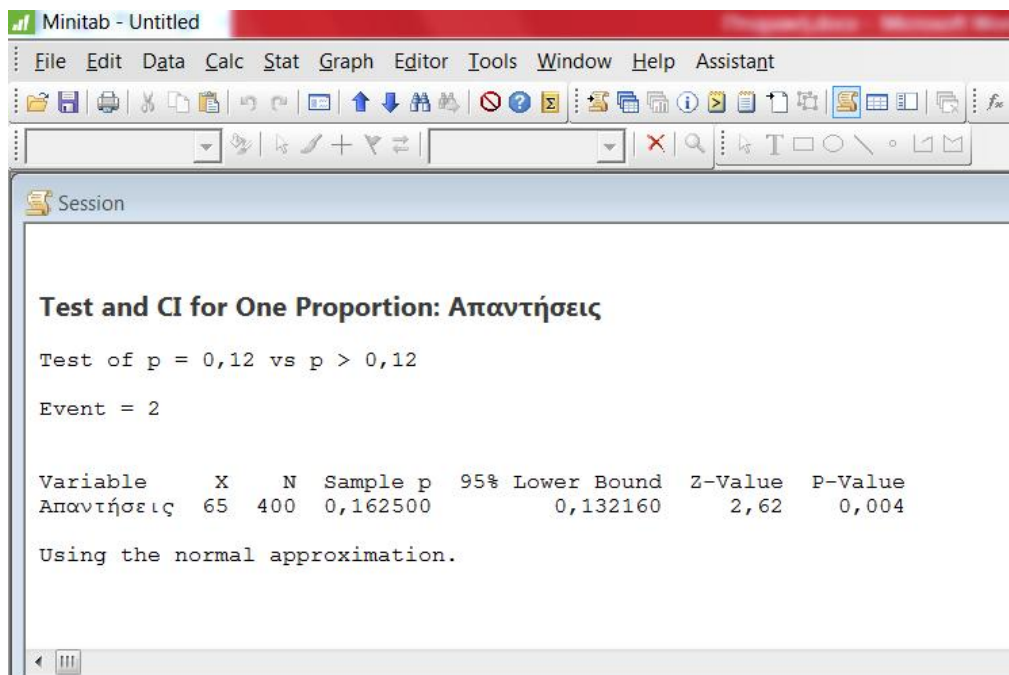 Minitab - Untitled
File Edit Data Calc Stat Graph Editor Tools Window Help Assistant
Session
Test and CI for One Proportion: Απαντήσεις
Test of p = 0,12 vs p > 0,12
Event = 2
Variable X N Sample p 95% Lower Bound Z-Value P-Value
Απαντήσεις 65 400 0,162500 0,132160 2,62 0,004
Using the normal approximation.